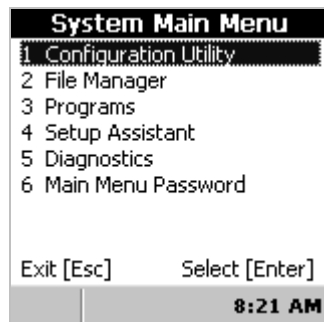 System Main Menu
1 Configuration Utility
2 File Manager
3 Programs
4 Setup Assistant
5 Diagnostics
6 Main Menu Password
Exit [Esc] Select [Enter]
8:21 AM